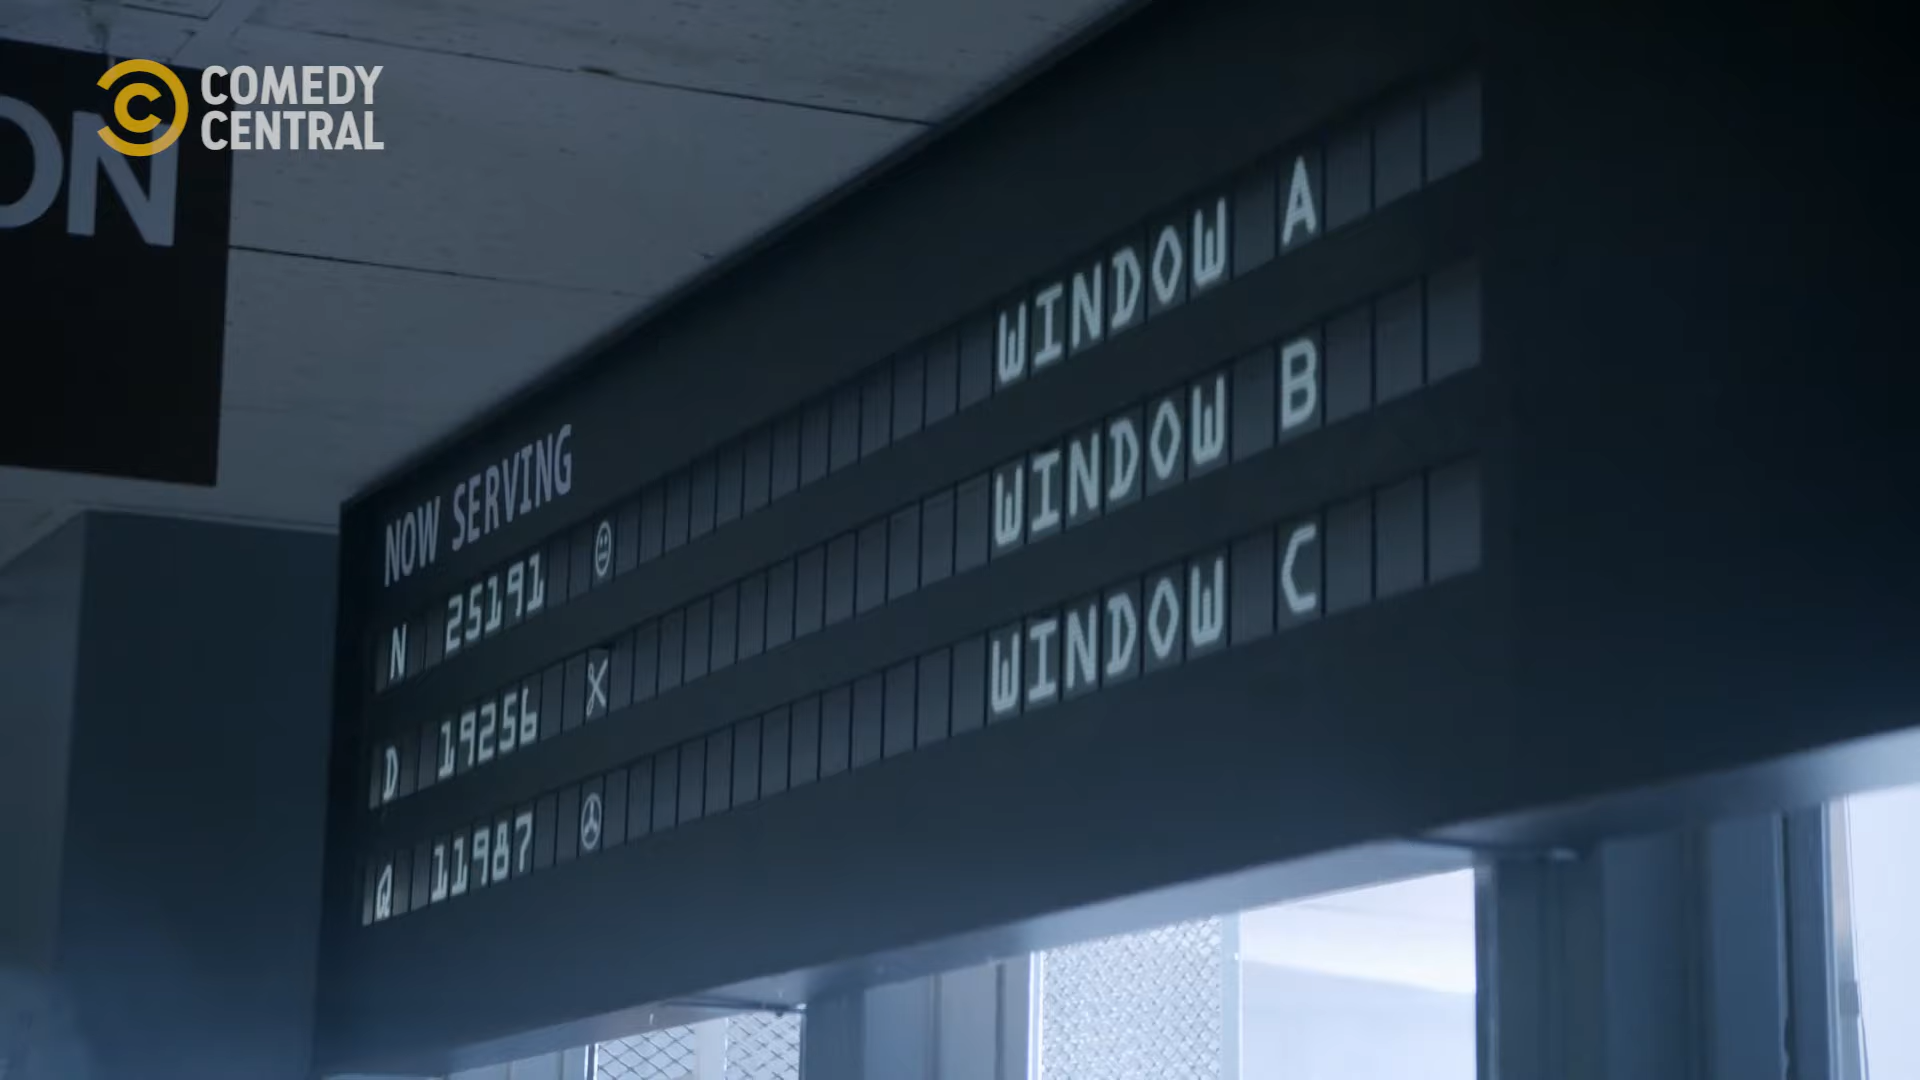 COMEDY
CENTRAL
ON
NOW SERVING
N 25191 WINDOW A
D 19256 WINDOW B
Q 11987 WINDOW C